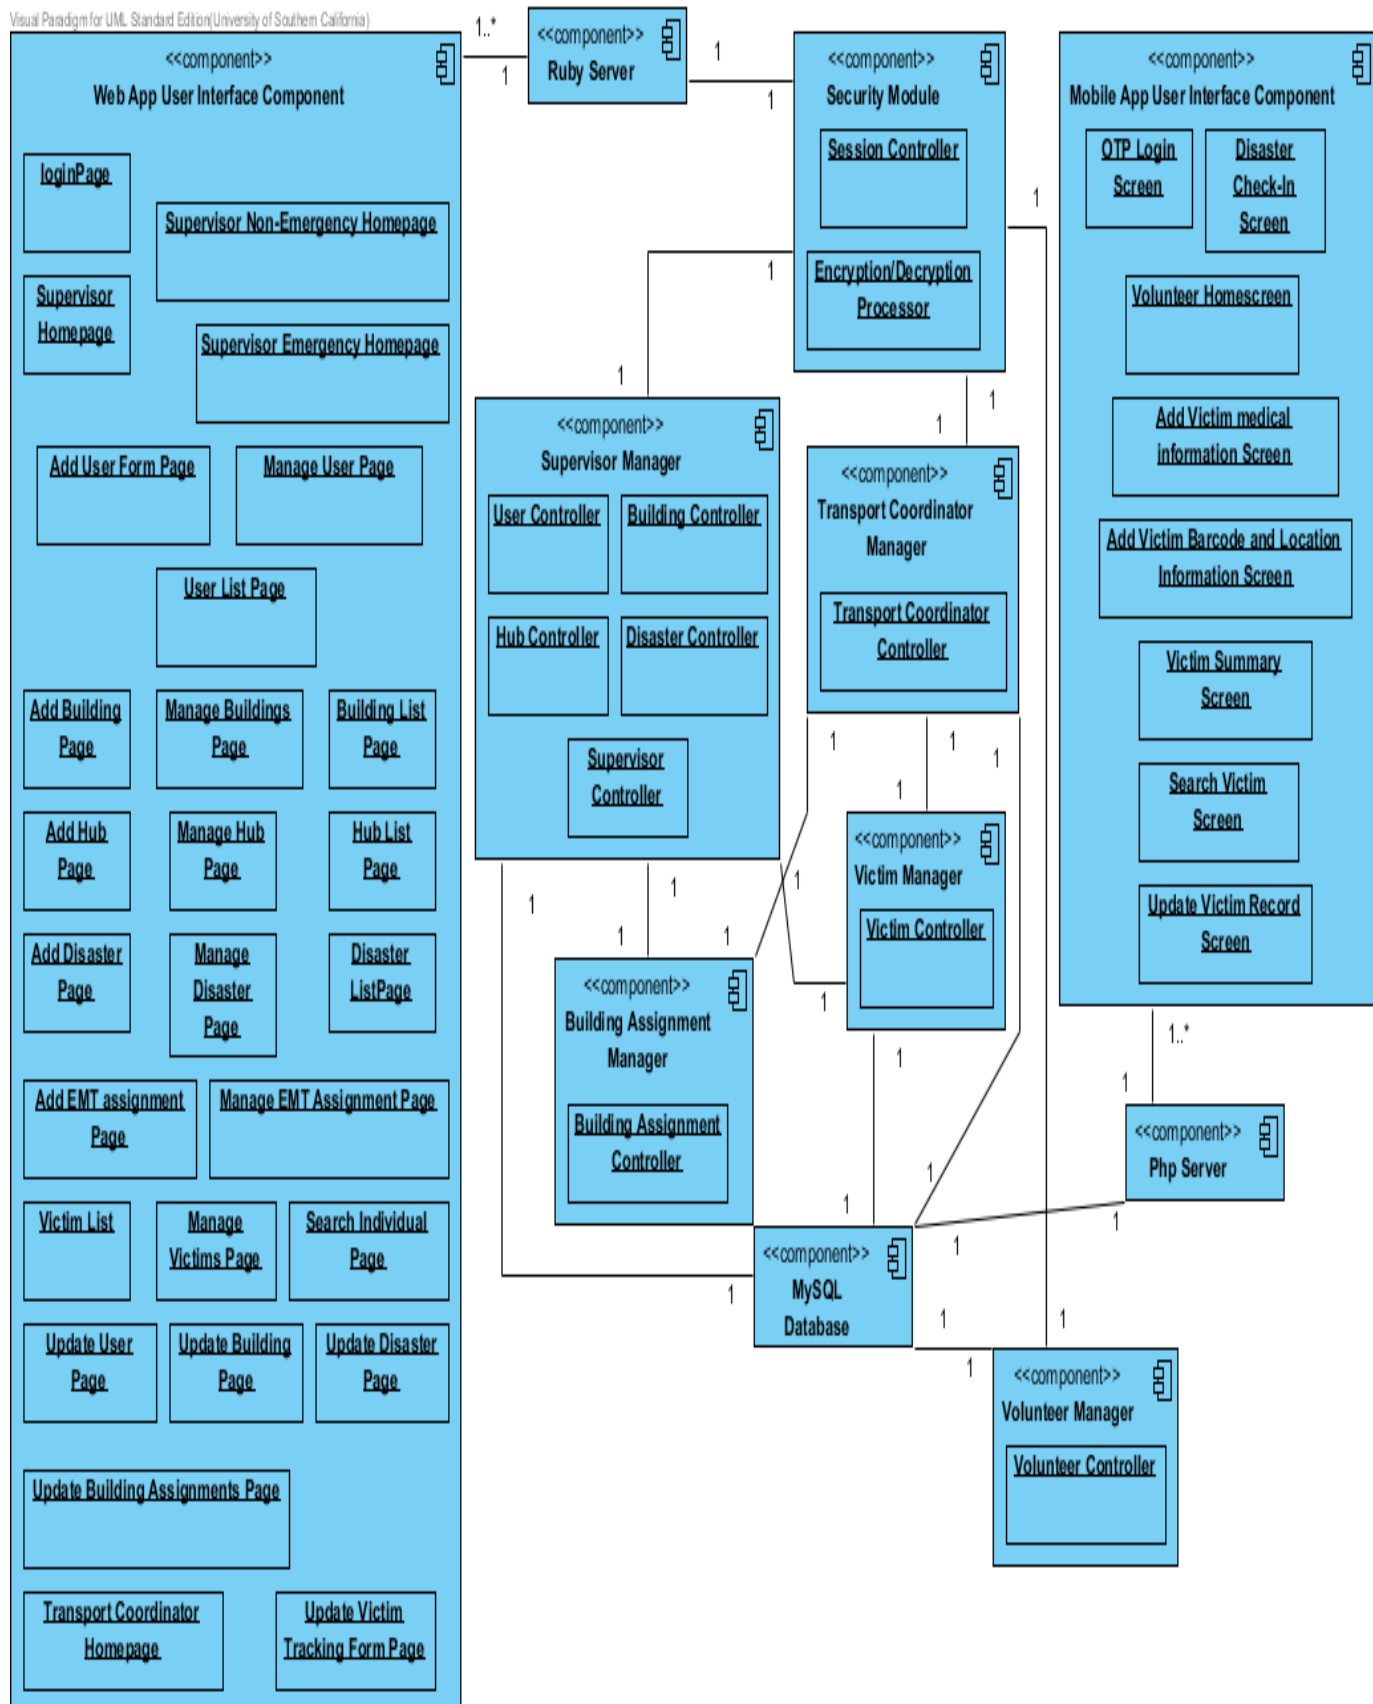 Visual Paradigm for UML Standard Edition(University of Southern California)
<<component>>
Web App User Interface Component
loginPage
Supervisor Non-Emergency Homepage
Supervisor
Homepage
Supervisor Emergency Homepage
Add User Form Page
Manage User Page
User List Page
Add Building
Page
Manage Buildings
Page
Building List
Page
Add Hub
Page
Manage Hub
Page
Hub List
Page
Add Disaster
Page
Manage
Disaster
Page
Disaster
ListPage
Add EMT assignment
Page
Manage EMT Assignment Page
Victim List
Manage
Victims Page
Search Individual
Page
Update User
Page
Update Building
Page
Update Disaster
Page
Update Building Assignments Page
Transport Coordinator
Homepage
Update Victim
Tracking Form Page
1..*
1
<<component>>
Ruby Server
1
1
<<component>>
Security Module
Session Controller
Encryption/Decryption
Processor
1
1
1
1
1
<<component>>
Supervisor Manager
User Controller
Building Controller
Hub Controller
Disaster Controller
Supervisor
Controller
<<component>>
Transport Coordinator
Manager
Transport Coordinator
Controller
1
1
1
1
<<component>>
Victim Manager
Victim Controller
1
1
1
1
1
1
1
<<component>>
Building Assignment
Manager
Building Assignment
Controller
1
1
1
1
<<component>>
MySQL
Database
1
1
1
1
1
<<component>>
Volunteer Manager
Volunteer Controller
<<component>>
Mobile App User Interface Component
OTP Login
Screen
Disaster
Check-In
Screen
Volunteer Homescreen
Add Victim medical
information Screen
Add Victim Barcode and Location
Information Screen
Victim Summary
Screen
Search Victim
Screen
Update Victim Record
Screen
1..*
1
<<component>>
Php Server